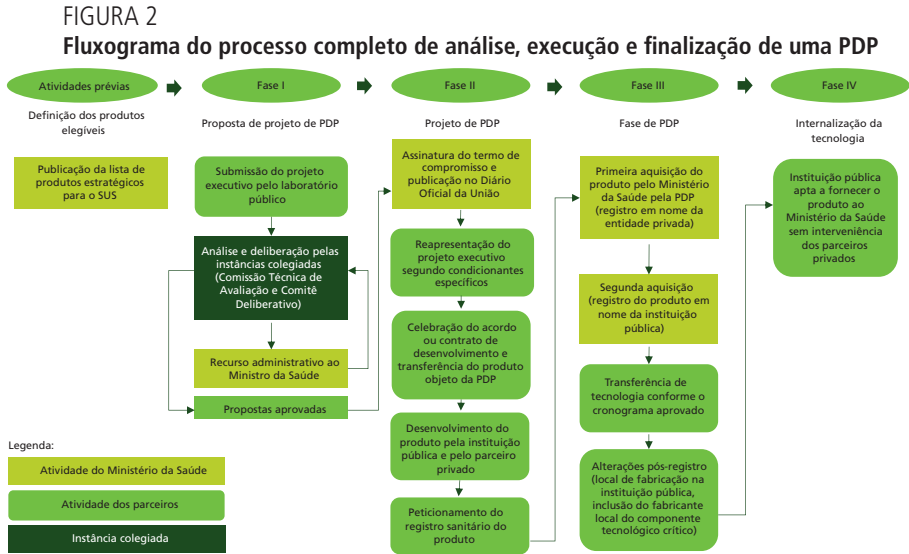 FIGURA 2
Fluxograma do processo completo de análise, execução e finalização de uma PDP
Atividades prévias
Fase I
Fase II
Fase III
Fase IV
Definição dos produtos
elegíveis
Proposta de projeto de PDP
Projeto de PDP
Fase de PDP
Internalização da
tecnologia
Publicação da lista de
produtos estratégicos
para o SUS
Submissão do projeto
executivo pelo laboratório
público
Análise e deliberação pelas
instâncias colegiadas
(Comissão Técnica de
Avaliação e Comitê
Deliberativo)
Recurso administrativo ao
Ministro da Saúde
Propostas aprovadas
Assinatura do termo de
compromisso e
publicação no Diário
Oficial da União
Reapresentação do
projeto executivo
segundo condicionantes
específicos
Celebração do acordo
ou contrato de
desenvolvimento e
transferência do produto
objeto da PDP
Desenvolvimento do
produto pela instituição
pública e pelo parceiro
privado
Peticionamento do
registro sanitário do
produto
Primeira aquisição do
produto pelo Ministério
da Saúde pela PDP
(registro em nome da
entidade privada)
Segunda aquisição
(registro do produto em
nome da instituição
pública)
Transferência de
tecnologia conforme o
cronograma aprovado
Alterações pós-registro
(local de fabricação na
instituição pública,
inclusão do fabricante
local do componente
tecnológico crítico)
Instituição pública
apta a fornecer o
produto ao
Ministério da Saúde
sem interveniência
dos parceiros
privados
Legenda:
Atividade do Ministério da Saúde
Atividade dos parceiros
Instância colegiada